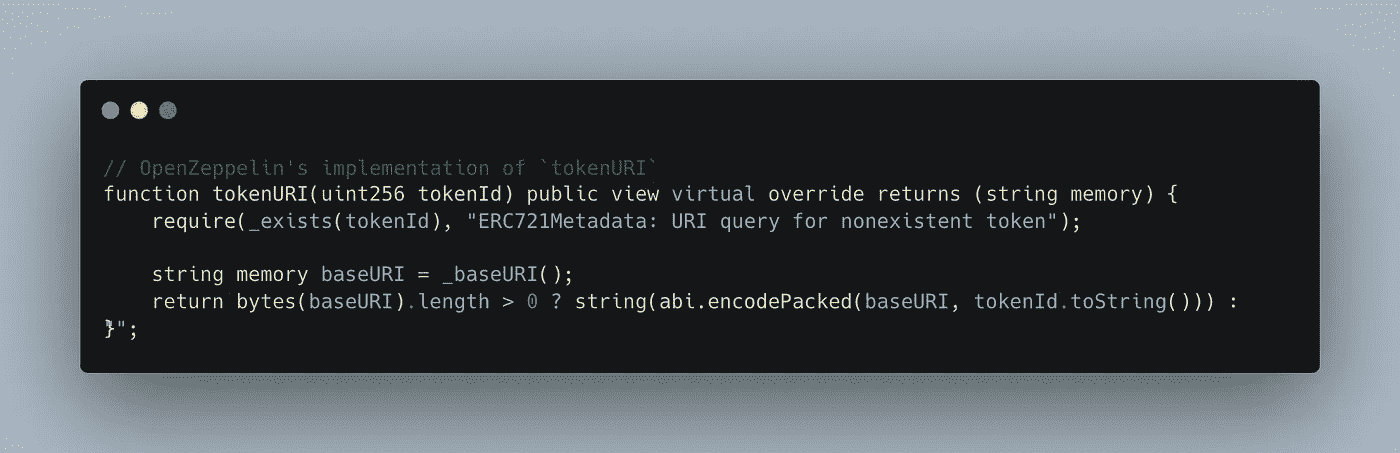 // OpenZeppelin's implementation of `tokenURI`
function tokenURI(uint256 tokenId) public view virtual override returns (string memory) {
    require(_exists(tokenId), "ERC721Metadata: URI query for nonexistent token");
    string memory baseURI = _baseURI();
    return bytes(baseURI).length > 0 ? string(abi.encodePacked(baseURI, tokenId.toString())) :
}";